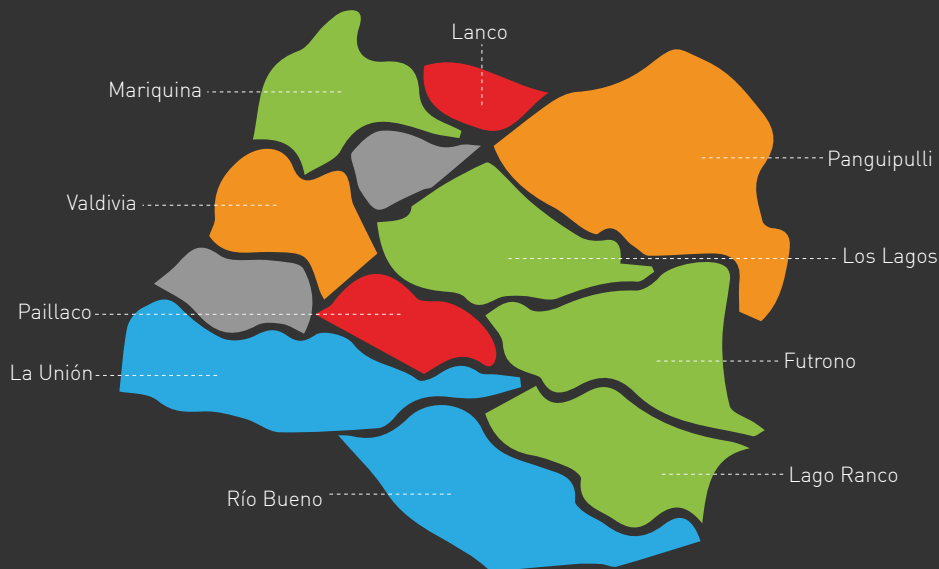 Lanco
Mariquina
Panguipulli
Valdivia
Los Lagos
Paillaco
Futrono
La Unión
Lago Ranco
Río Bueno